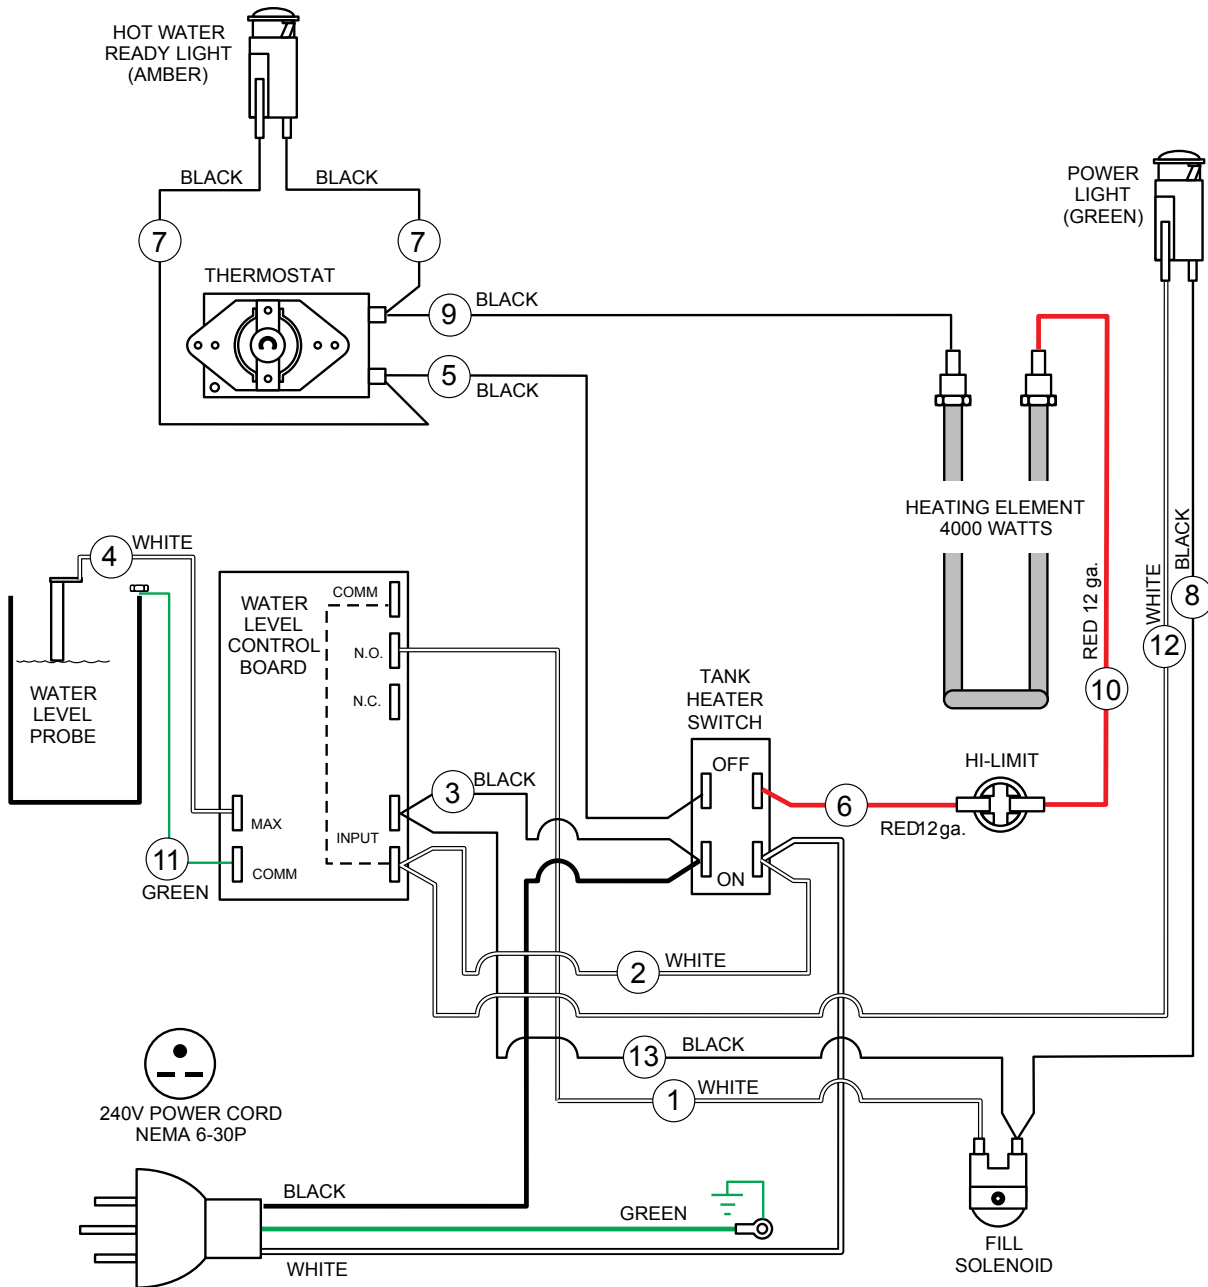 HOT WATER
READY LIGHT
(AMBER)
BLACK
BLACK
7
7
POWER
LIGHT
(GREEN)
THERMOSTAT
9
BLACK
5
BLACK
HEATING ELEMENT
4000 WATTS
RED 12 ga.
10
WHITE
12
BLACK
8
4
WHITE
WATER
LEVEL
PROBE
11
GREEN
WATER
LEVEL
CONTROL
BOARD
COMM
N.O.
N.C.
MAX
INPUT
COMM
3
BLACK
TANK
HEATER
SWITCH
OFF
ON
6
RED12 ga.
HI-LIMIT
2
WHITE
13
BLACK
1
WHITE
240V POWER CORD
NEMA 6-30P
BLACK
GREEN
WHITE
FILL
SOLENOID